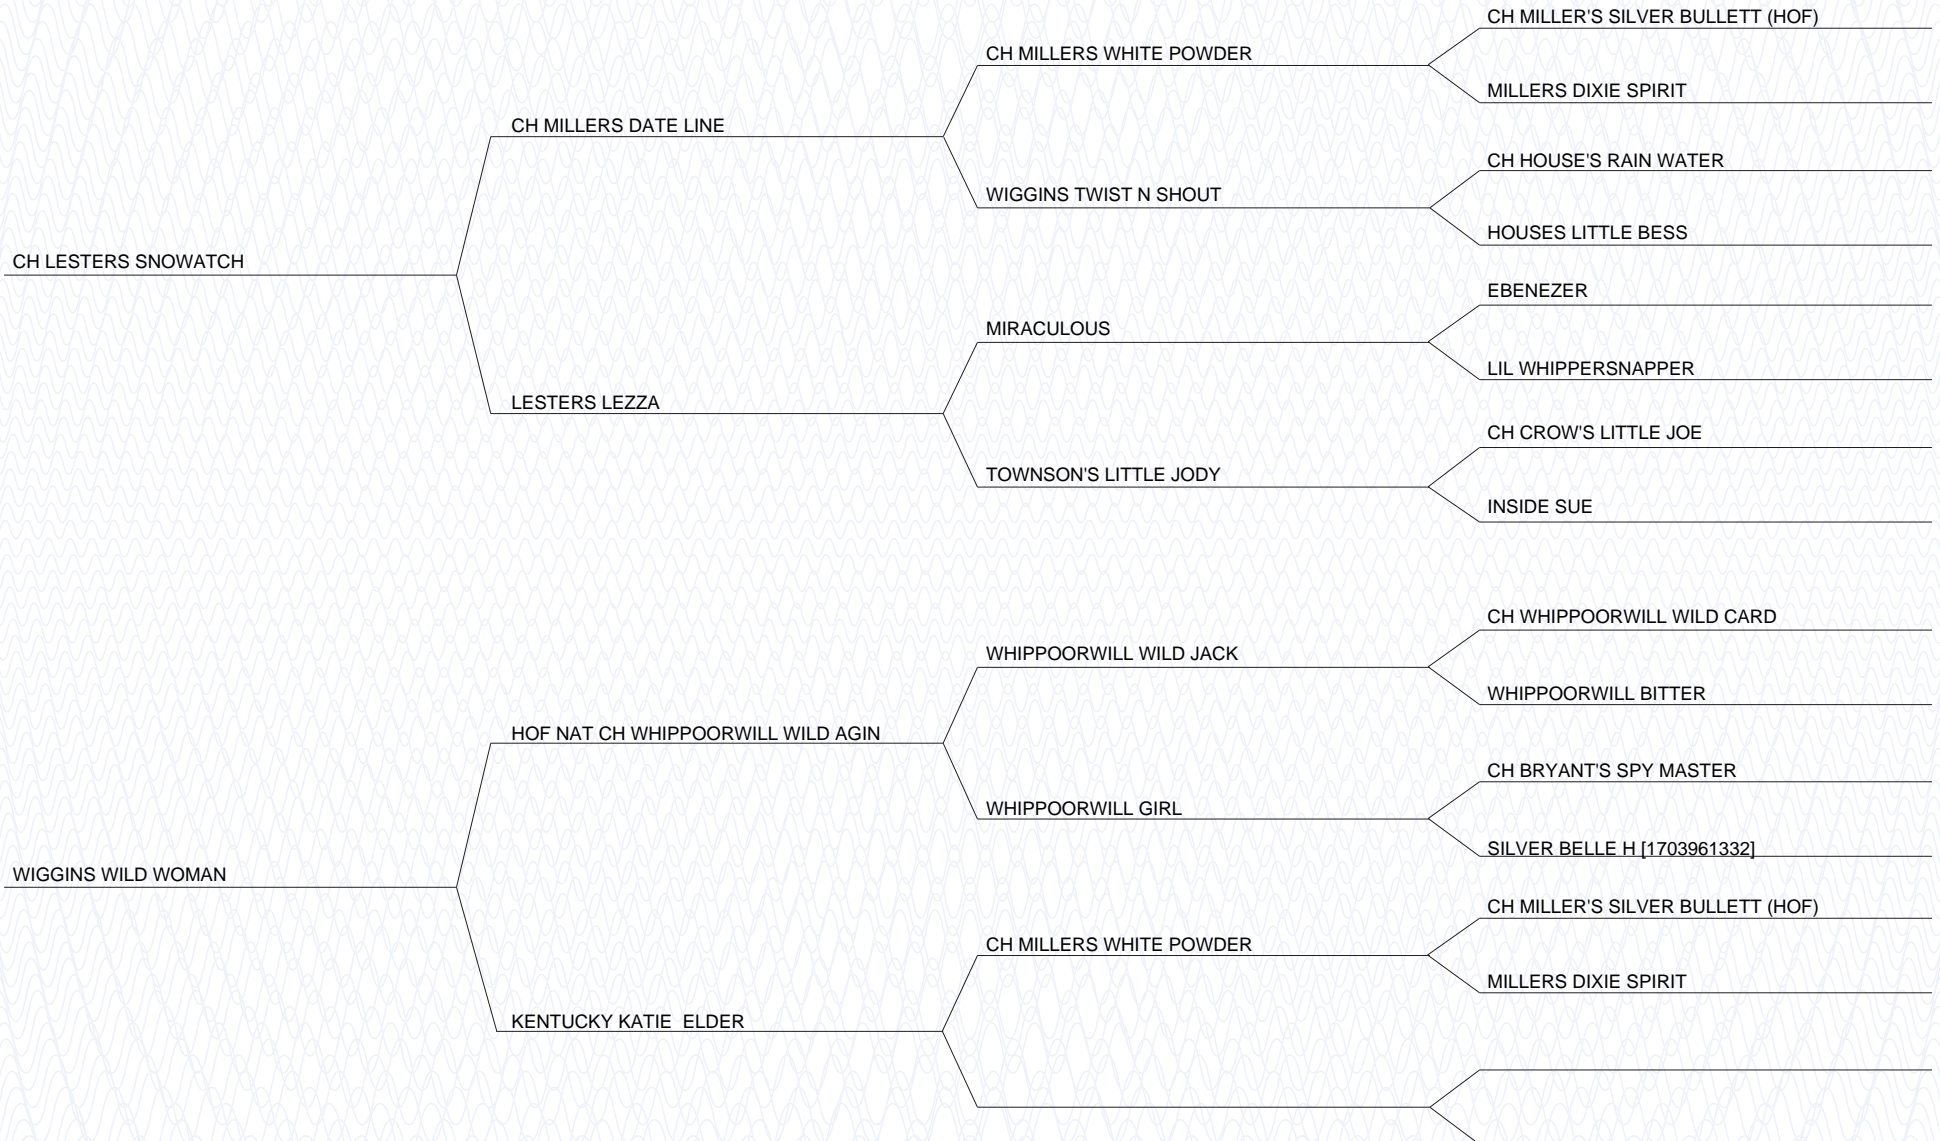 CH MILLER'S SILVER BULLETT (HOF)
CH MILLERS WHITE POWDER
MILLERS DIXIE SPIRIT
CH MILLERS DATE LINE
CH HOUSE'S RAIN WATER
WIGGINS TWIST N SHOUT
HOUSES LITTLE BESS
CH LESTERS SNOWATCH
EBENEZER
MIRACULOUS
LIL WHIPPERSNAPPER
LESTERS LEZZA
CH CROW'S LITTLE JOE
TOWNSON'S LITTLE JODY
INSIDE SUE
CH WHIPPOORWILL WILD CARD
WHIPPOORWILL WILD JACK
WHIPPOORWILL BITTER
HOF NAT CH WHIPPOORWILL WILD AGIN
CH BRYANT'S SPY MASTER
WHIPPOORWILL GIRL
SILVER BELLE H [1703961332]
WIGGINS WILD WOMAN
CH MILLER'S SILVER BULLETT (HOF)
CH MILLERS WHITE POWDER
MILLERS DIXIE SPIRIT
KENTUCKY KATIE  ELDER